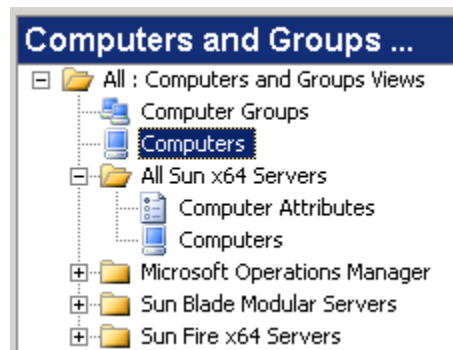 Computers and Groups ...
All : Computers and Groups Views
Computer Groups
Computers
All Sun x64 Servers
Computer Attributes
Computers
Microsoft Operations Manager
Sun Blade Modular Servers
Sun Fire x64 Servers